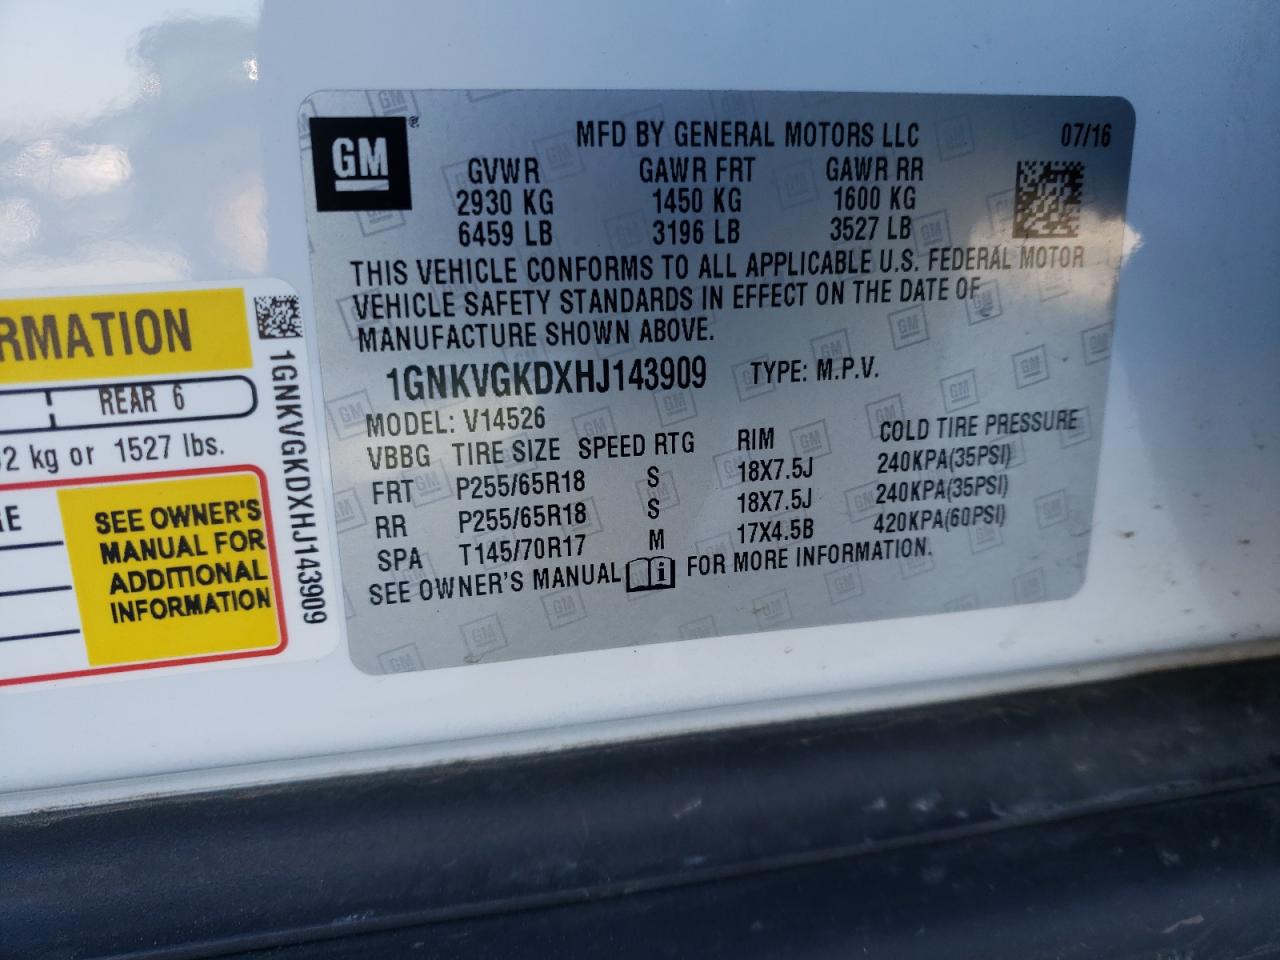 GM
MFD BY GENERAL MOTORS LLC 07/16
GVWR GAWR FRT GAWR RR
2930 KG 1450 KG 1600 KG
6459 LB 3196 LB 3527 LB
THIS VEHICLE CONFORMS TO ALL APPLICABLE U.S. FEDERAL MOTOR
VEHICLE SAFETY STANDARDS IN EFFECT ON THE DATE OF
MANUFACTURE SHOWN ABOVE.
1GNKVGKDXHJ143909 TYPE: M.P.V.
MODEL: V14526
VBBG TIRE SIZE SPEED RTG RIM COLD TIRE PRESSURE
FRT P255/65R18 S 18X7.5J 240KPA(35PSI)
RR P255/65R18 S 18X7.5J 240KPA(35PSI)
SPA T145/70R17 M 17X4.5B 420KPA(60PSI)
SEE OWNER'S MANUAL i FOR MORE INFORMATION.
RMATION
REAR 6
2 kg or 1527 lbs.
RE
SEE OWNER'S
MANUAL FOR
ADDITIONAL
INFORMATION
1GNKVGKDXHJ143909